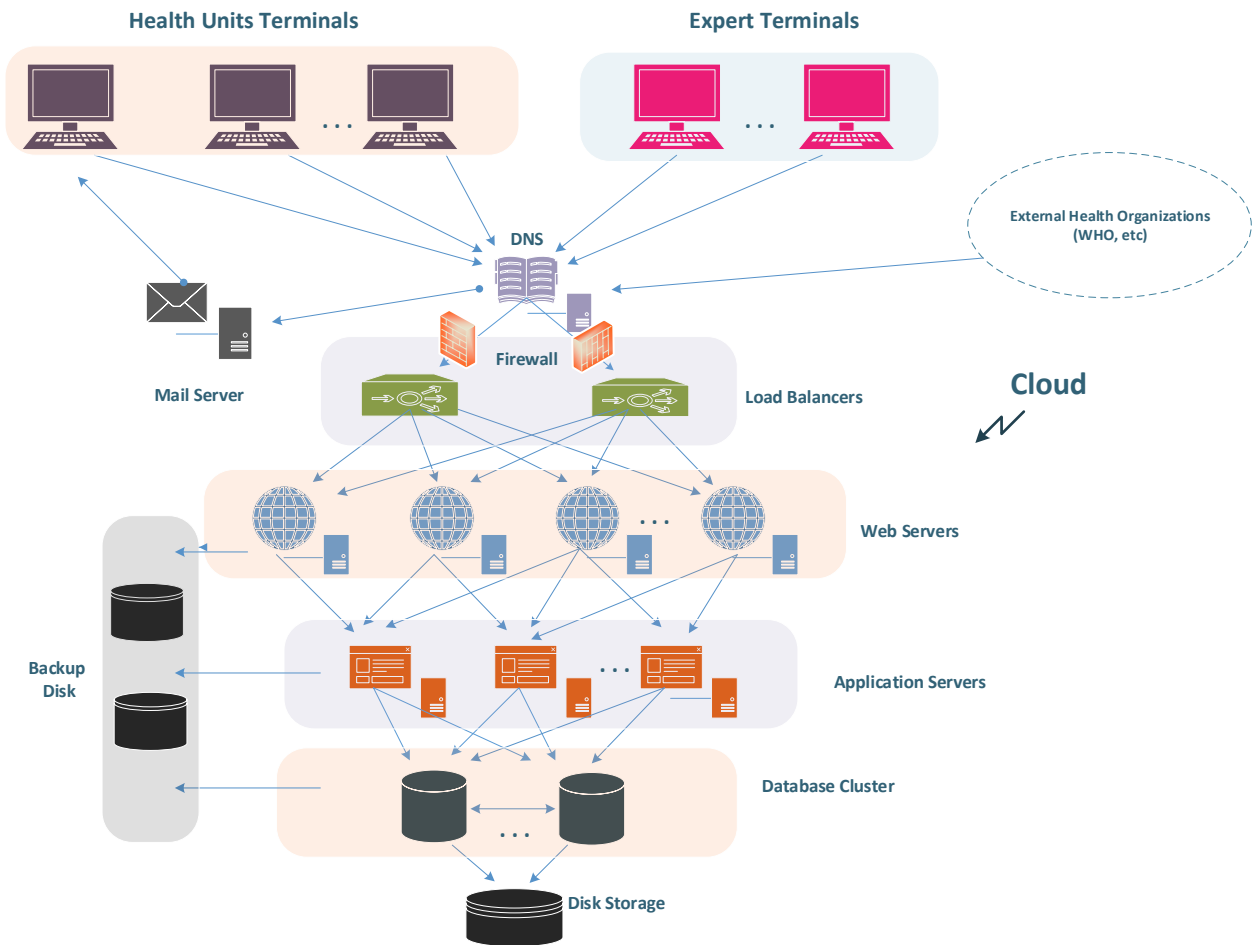 Health Units Terminals
Expert Terminals
. . .
. . .
External Health Organizations
(WHO, etc)
DNS
Firewall
Mail Server
Load Balancers
Cloud
. . .
Web Servers
Backup
Disk
. . .
Application Servers
Database Cluster
. . .
Disk Storage